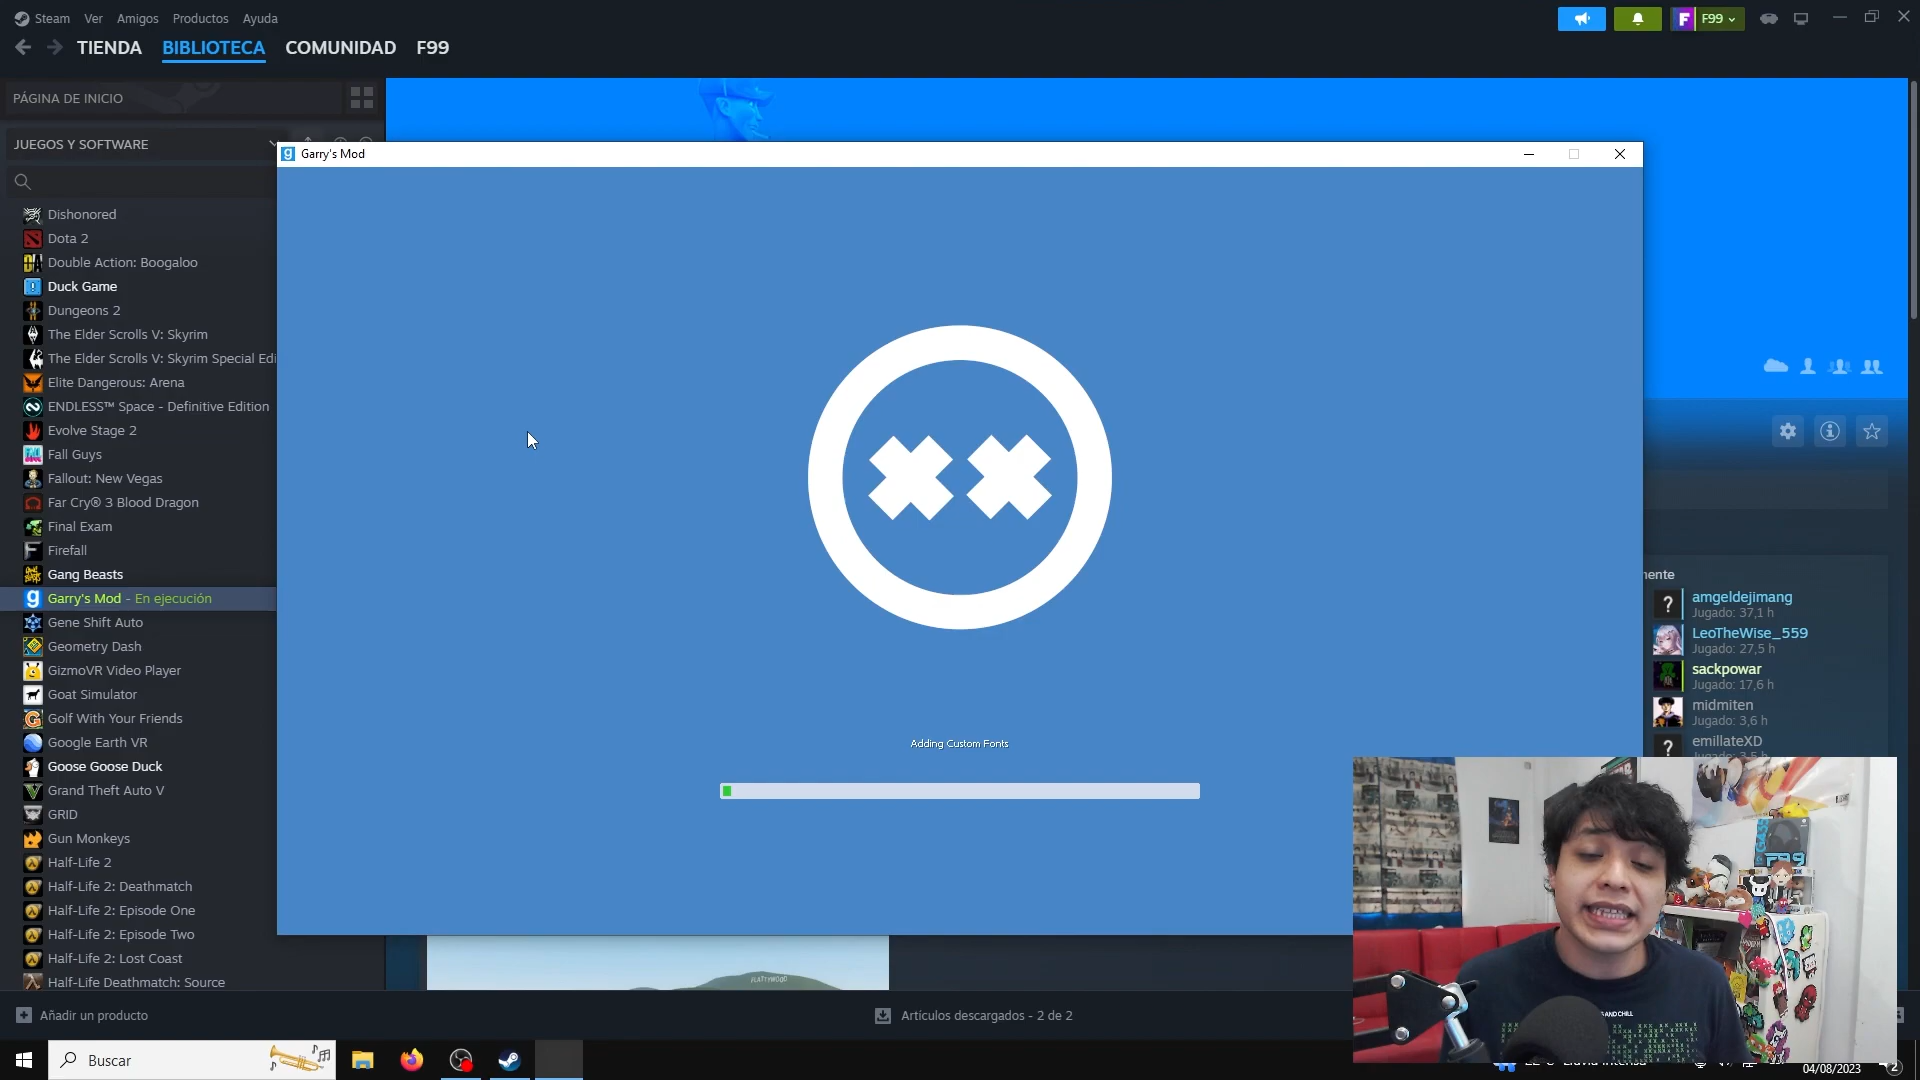 Steam Ver Amigos Productos Ayuda
F99
TIENDA BIBLIOTECA COMUNIDAD F99
PÁGINA DE INICIO
JUEGOS Y SOFTWARE
Garry's Mod
Dishonored
Dota 2
Double Action: Boogaloo
Duck Game
Dungeons 2
The Elder Scrolls V: Skyrim
The Elder Scrolls V: Skyrim Special Edi
Elite Dangerous: Arena
ENDLESS™ Space - Definitive Edition
Evolve Stage 2
Fall Guys
Fallout: New Vegas
Far Cry® 3 Blood Dragon
Final Exam
Firefall
Gang Beasts
Garry's Mod - En ejecución
Gene Shift Auto
Geometry Dash
GizmoVR Video Player
Goat Simulator
Golf With Your Friends
Google Earth VR
Goose Goose Duck
Grand Theft Auto V
GRID
Gun Monkeys
Half-Life 2
Half-Life 2: Deathmatch
Half-Life 2: Episode One
Half-Life 2: Episode Two
Half-Life 2: Lost Coast
Half-Life Deathmatch: Source
Adding Custom Fonts
mente
amgeldejimang
Jugado: 37,1 h
LeoTheWise_559
Jugado: 27,5 h
sackpowar
Jugado: 17,6 h
midmiten
Jugado: 3,6 h
emillateXD
FLATTYWOOD
F99
AND CHILL
Añadir un producto
Artículos descargados - 2 de 2
Buscar
04/08/2023
2